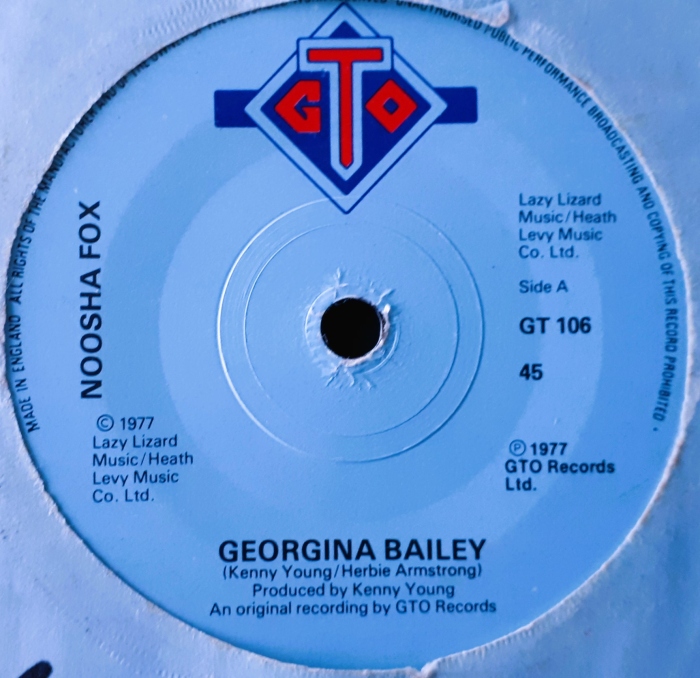 GTO
MADE IN ENGLAND ALL RIGHTS OF THE MANUFACTURER AND OF THE
UNAUTHORISED PUBLIC PERFORMANCE BROADCASTING AND COPYING OF THIS RECORD PROHIBITED.
NOOSHA FOX
Lazy Lizard
Music/Heath
Levy Music
Co. Ltd.
Side A
GT 106
45
© 1977
Lazy Lizard
Music/Heath
Levy Music
Co. Ltd.
℗ 1977
GTO Records
Ltd.
GEORGINA BAILEY
(Kenny Young/Herbie Armstrong)
Produced by Kenny Young
An original recording by GTO Records